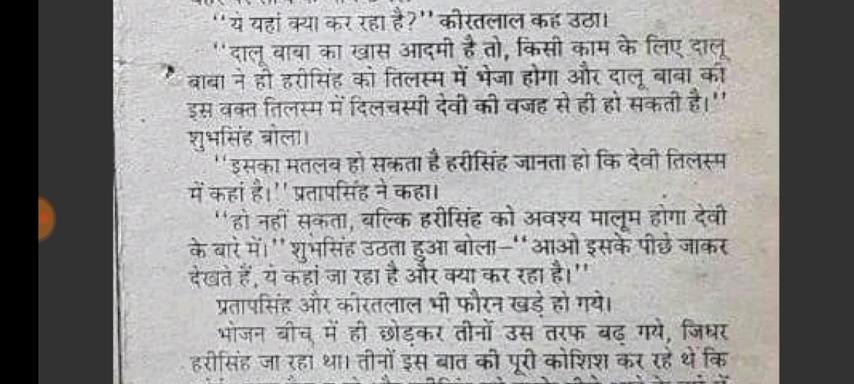 "ये यहां क्या कर रहा है?" कीरतलाल कह उठा।
"दालू बाबा का खास आदमी है तो, किसी काम के लिए दालू
बाबा ने ही हरीसिंह को तिलस्म में भेजा होगा और दालू बाबा की
इस वक्त तिलस्म में दिलचस्पी देवी की वजह से ही हो सकती है।"
शुभसिंह बोला।
"इसका मतलब हो सकता है हरीसिंह जानता हो कि देवी तिलस्म
में कहां है।" प्रतापसिंह ने कहा।
"हो नहीं सकता, बल्कि हरीसिंह को अवश्य मालूम होगा देवी
के बारे में।" शुभसिंह उठता हुआ बोला–"आओ इसके पीछे जाकर
देखते हैं, ये कहां जा रहा है और क्या कर रहा है।"
प्रतापसिंह और कीरतलाल भी फौरन खड़े हो गये।
भोजन बीच में ही छोड़कर तीनों उस तरफ बढ़ गये, जिधर
हरीसिंह जा रहा था। तीनों इस बात की पूरी कोशिश कर रहे थे कि